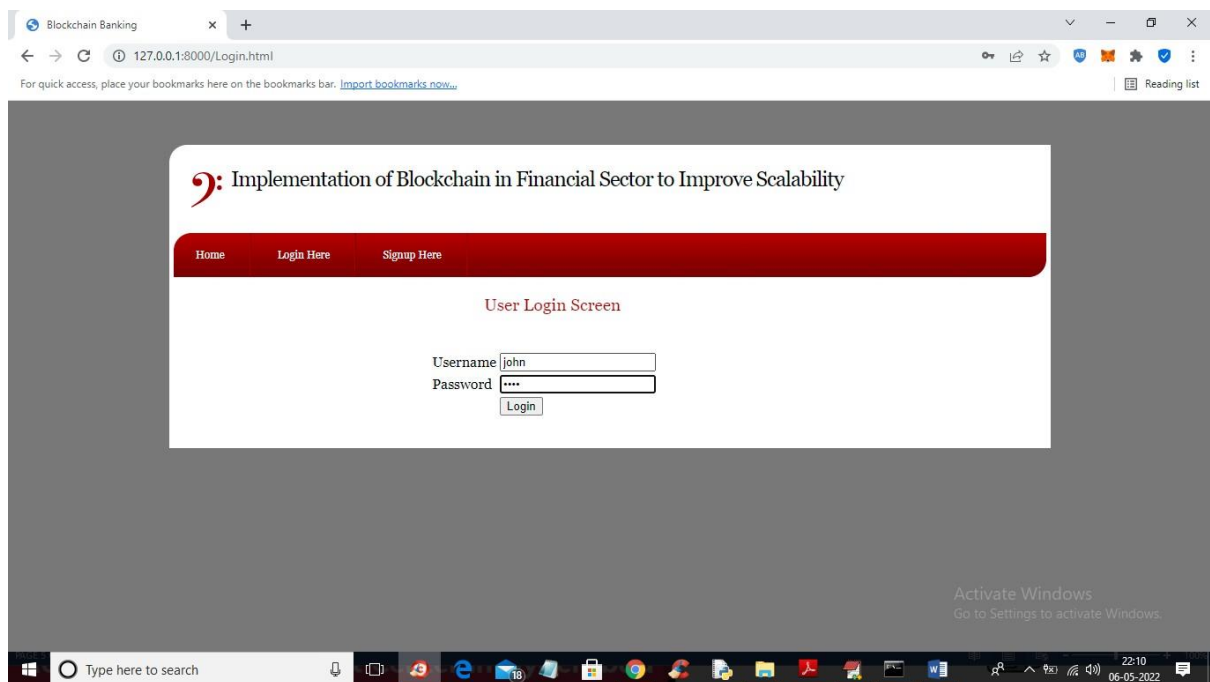 Blockchain Banking
127.0.0.1:8000/Login.html
For quick access, place your bookmarks here on the bookmarks bar. Import bookmarks now...
Reading list
Implementation of Blockchain in Financial Sector to Improve Scalability
Home Login Here Signup Here
User Login Screen
Username john
Password ••••
Login
Activate Windows
Go to Settings to activate Windows.
Type here to search
18
22:10
06-05-2022